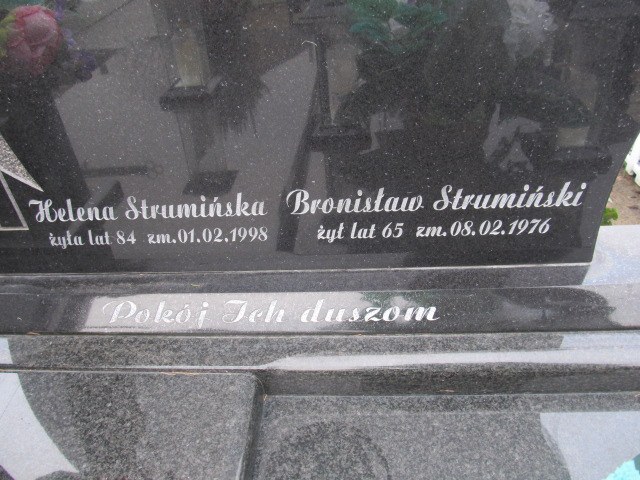 Helena Strumińska
żyła lat 84 zm. 01.02.1998
Bronisław Strumiński
żył lat 65 zm. 08.02.1976
Pokój Ich duszom